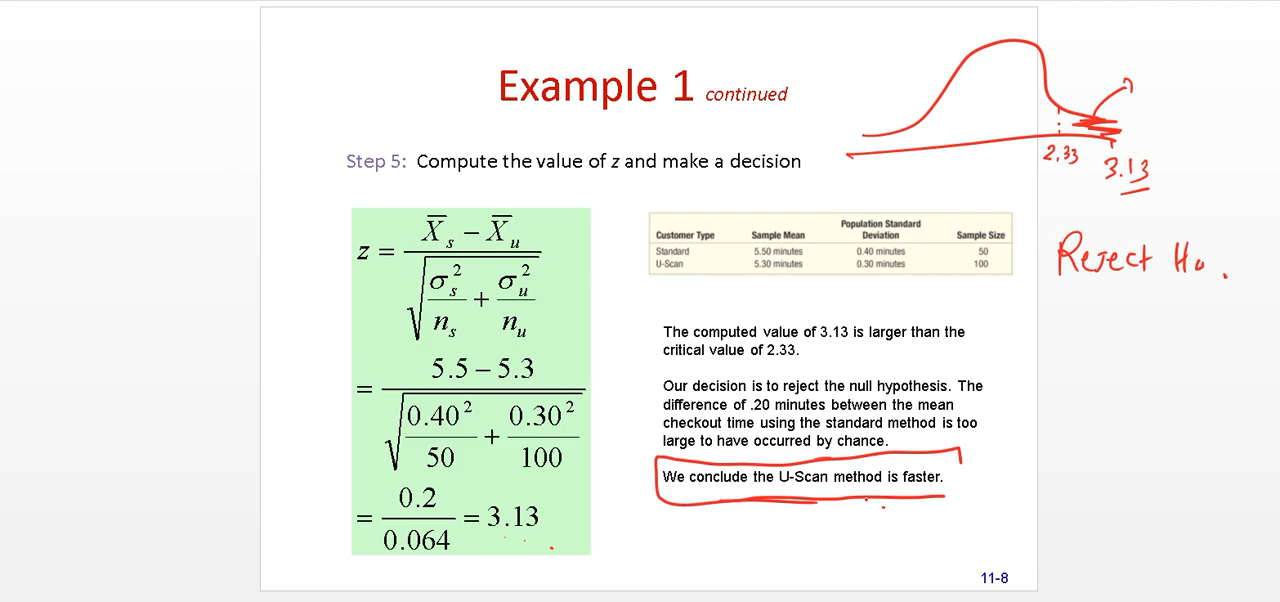 Example 1 continued
2.33
3.13
Step 5: Compute the value of z and make a decision
z = (X̅s − X̅u) / √(σs²/ns + σu²/nu)
= (5.5 − 5.3) / √(0.40²/50 + 0.30²/100)
= 0.2/0.064 = 3.13
Customer Type Sample Mean Population Standard Deviation Sample Size
Standard 5.50 minutes 0.40 minutes 50
U-Scan 5.30 minutes 0.30 minutes 100
Reject Ho.
The computed value of 3.13 is larger than the
critical value of 2.33.
Our decision is to reject the null hypothesis. The
difference of .20 minutes between the mean
checkout time using the standard method is too
large to have occurred by chance.
We conclude the U-Scan method is faster.
11-8